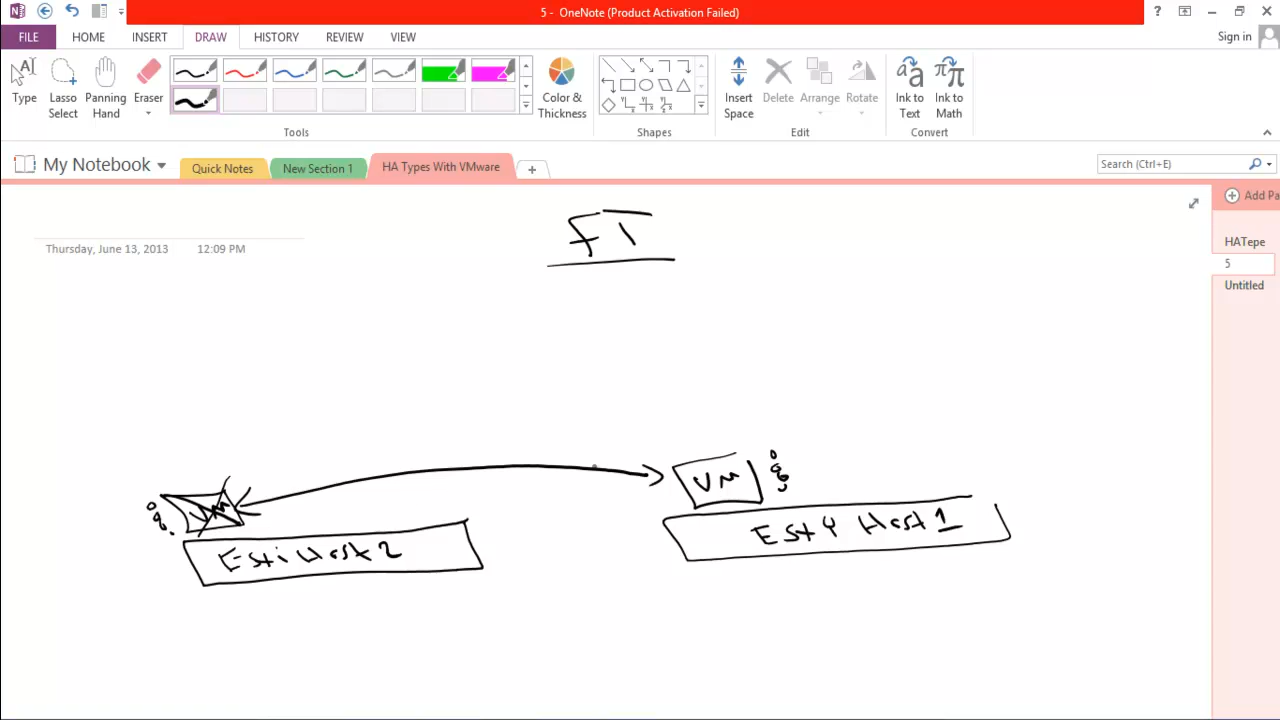 5 - OneNote (Product Activation Failed)
?
FILE HOME INSERT DRAW HISTORY REVIEW VIEW
Sign in
Type
Lasso Select
Panning Hand
Eraser
Color & Thickness
Insert Space
Delete
Arrange
Rotate
Ink to Text
Ink to Math
Tools
Shapes
Edit
Convert
My Notebook
Quick Notes
New Section 1
HA Types With VMware
Search (Ctrl+E)
Add Pa
HATepe
5
Untitled
Thursday, June 13, 2013 12:09 PM
FT
VM
VM
Esti Host 2
Host 1